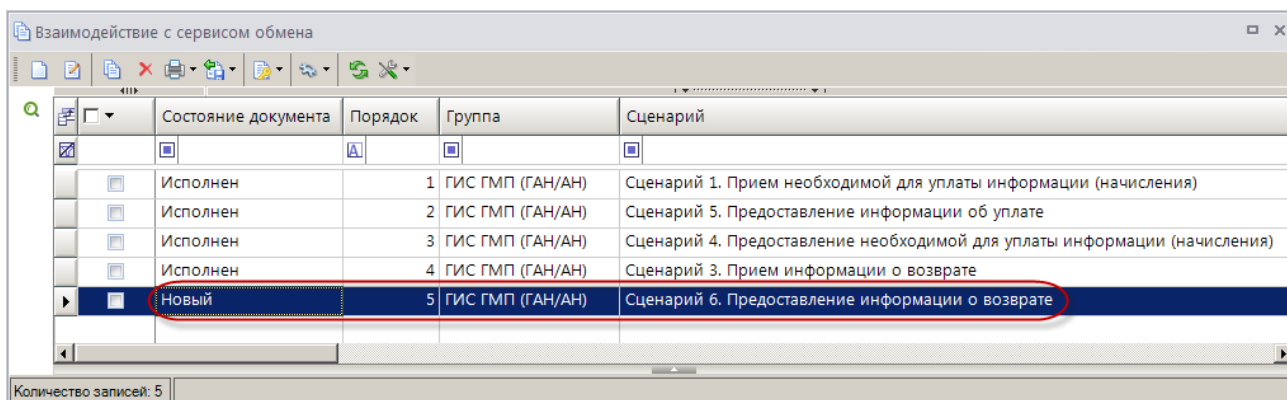 Взаимодействие с сервисом обмена
Состояние документа Порядок Группа Сценарий
A
Исполнен 1 ГИС ГМП (ГАН/АН) Сценарий 1. Прием необходимой для уплаты информации (начисления)
Исполнен 2 ГИС ГМП (ГАН/АН) Сценарий 5. Предоставление информации об уплате
Исполнен 3 ГИС ГМП (ГАН/АН) Сценарий 4. Предоставление необходимой для уплаты информации (начисления)
Исполнен 4 ГИС ГМП (ГАН/АН) Сценарий 3. Прием информации о возврате
Новый 5 ГИС ГМП (ГАН/АН) Сценарий 6. Предоставление информации о возврате
Количество записей: 5